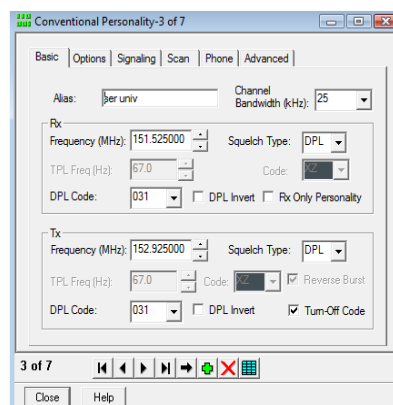 Conventional Personality-3 of 7
Basic Options Signaling Scan Phone Advanced
Alias: ber univ Channel Bandwidth (kHz): 25
Rx
Frequency (MHz): 151.525000 Squelch Type: DPL
TPL Freq (Hz): 67.0 Code: XZ
DPL Code: 031 DPL Invert Rx Only Personality
Tx
Frequency (MHz): 152.925000 Squelch Type: DPL
TPL Freq (Hz): 67.0 Code: XZ Reverse Burst
DPL Code: 031 DPL Invert Turn-Off Code
3 of 7
Close Help